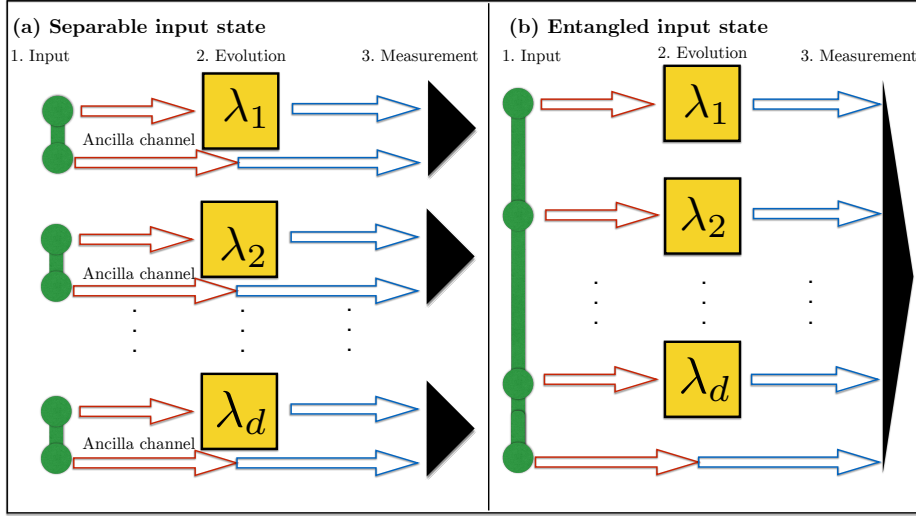 (a) Separable input state
1. Input
2. Evolution
3. Measurement
λ1
Ancilla channel
λ2
Ancilla channel
. . .
. . .
. . .
λd
Ancilla channel
(b) Entangled input state
1. Input
2. Evolution
3. Measurement
λ1
λ2
. . .
. . .
. . .
λd